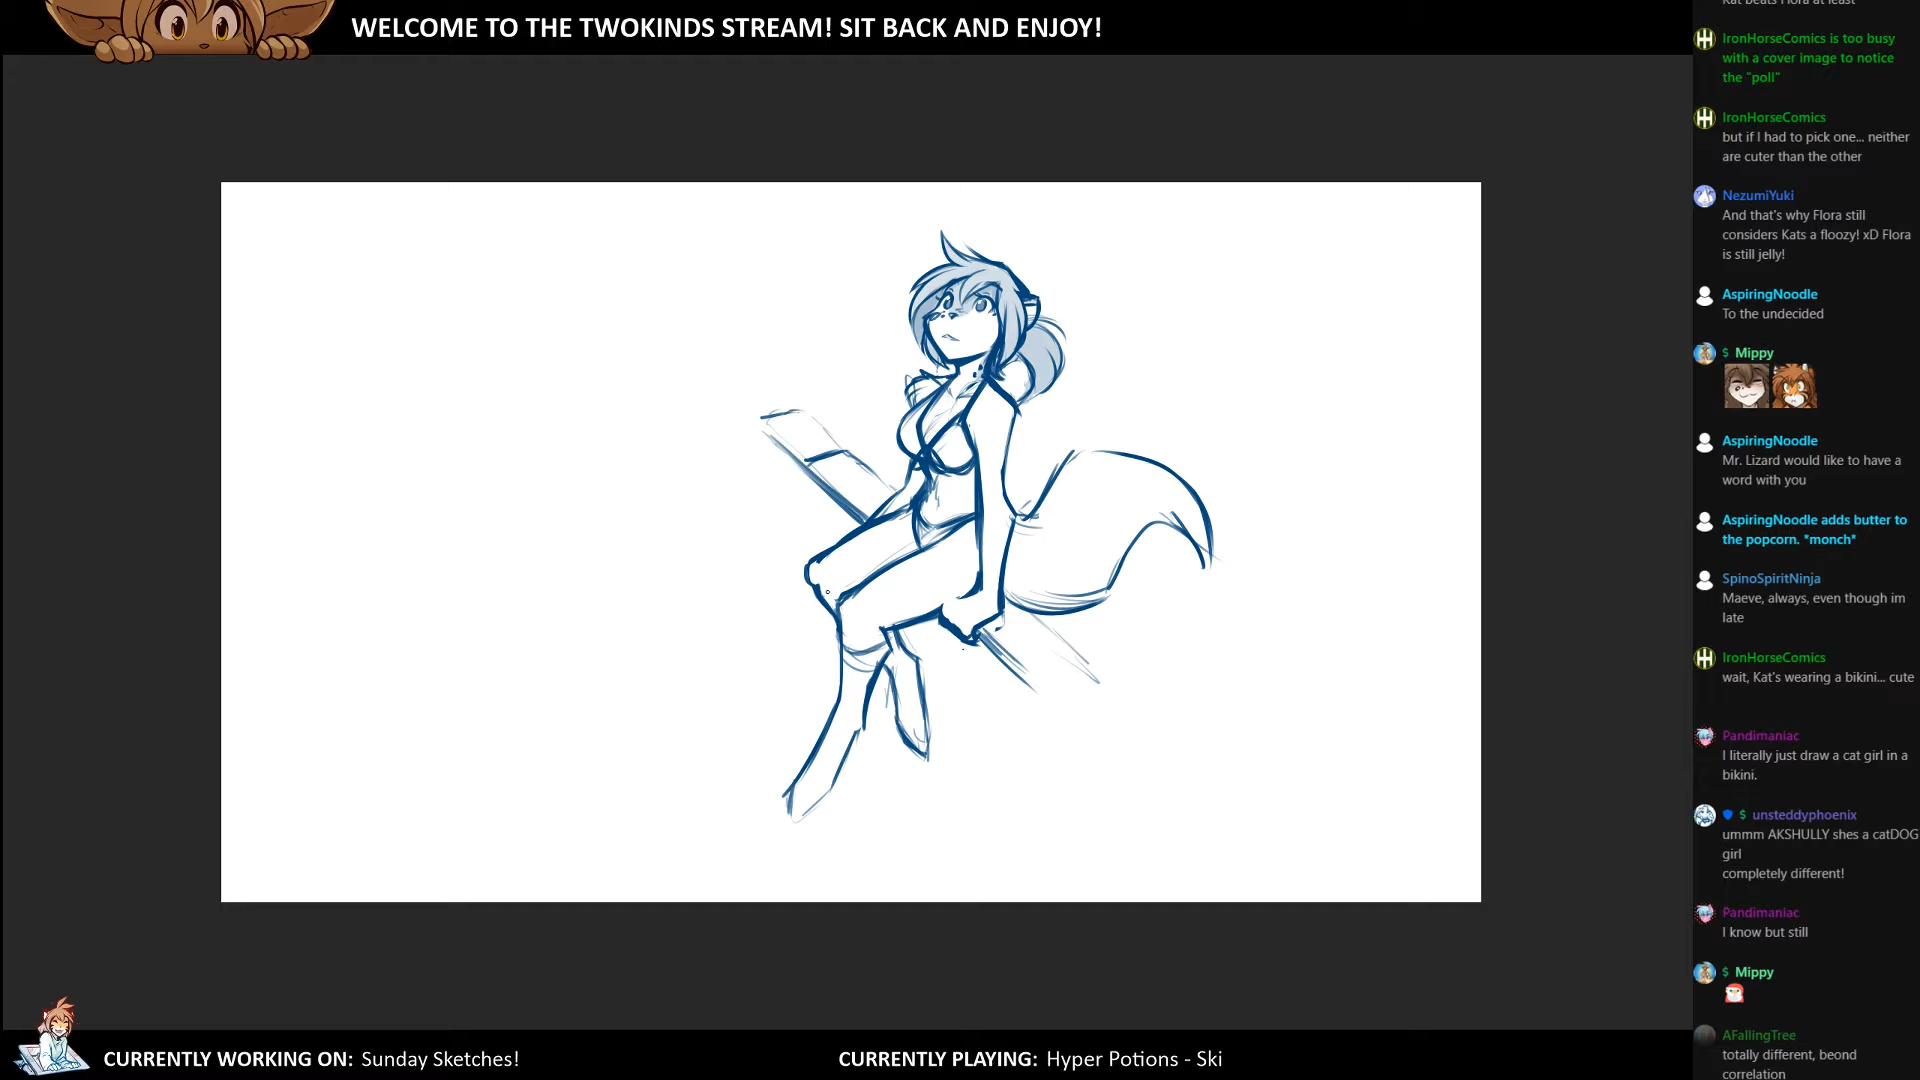 WELCOME TO THE TWOKINDS STREAM! SIT BACK AND ENJOY!
Kat beats Flora at least
IronHorseComics is too busy
with a cover image to notice
the "poll"
IronHorseComics
but if I had to pick one... neither
are cuter than the other
NezumiYuki
And that's why Flora still
considers Kats a floozy! xD Flora
is still jelly!
AspiringNoodle
To the undecided
$ Mippy
AspiringNoodle
Mr. Lizard would like to have a
word with you
AspiringNoodle adds butter to
the popcorn. *monch*
SpinoSpiritNinja
Maeve, always, even though im
late
IronHorseComics
wait, Kat's wearing a bikini... cute
Pandimaniac
I literally just draw a cat girl in a
bikini.
$ unsteddyphoenix
ummm AKSHULLY shes a catDOG
girl
completely different!
Pandimaniac
I know but still
$ Mippy
AFallingTree
totally different, beond
correlation
CURRENTLY WORKING ON: Sunday Sketches!
CURRENTLY PLAYING: Hyper Potions - Ski